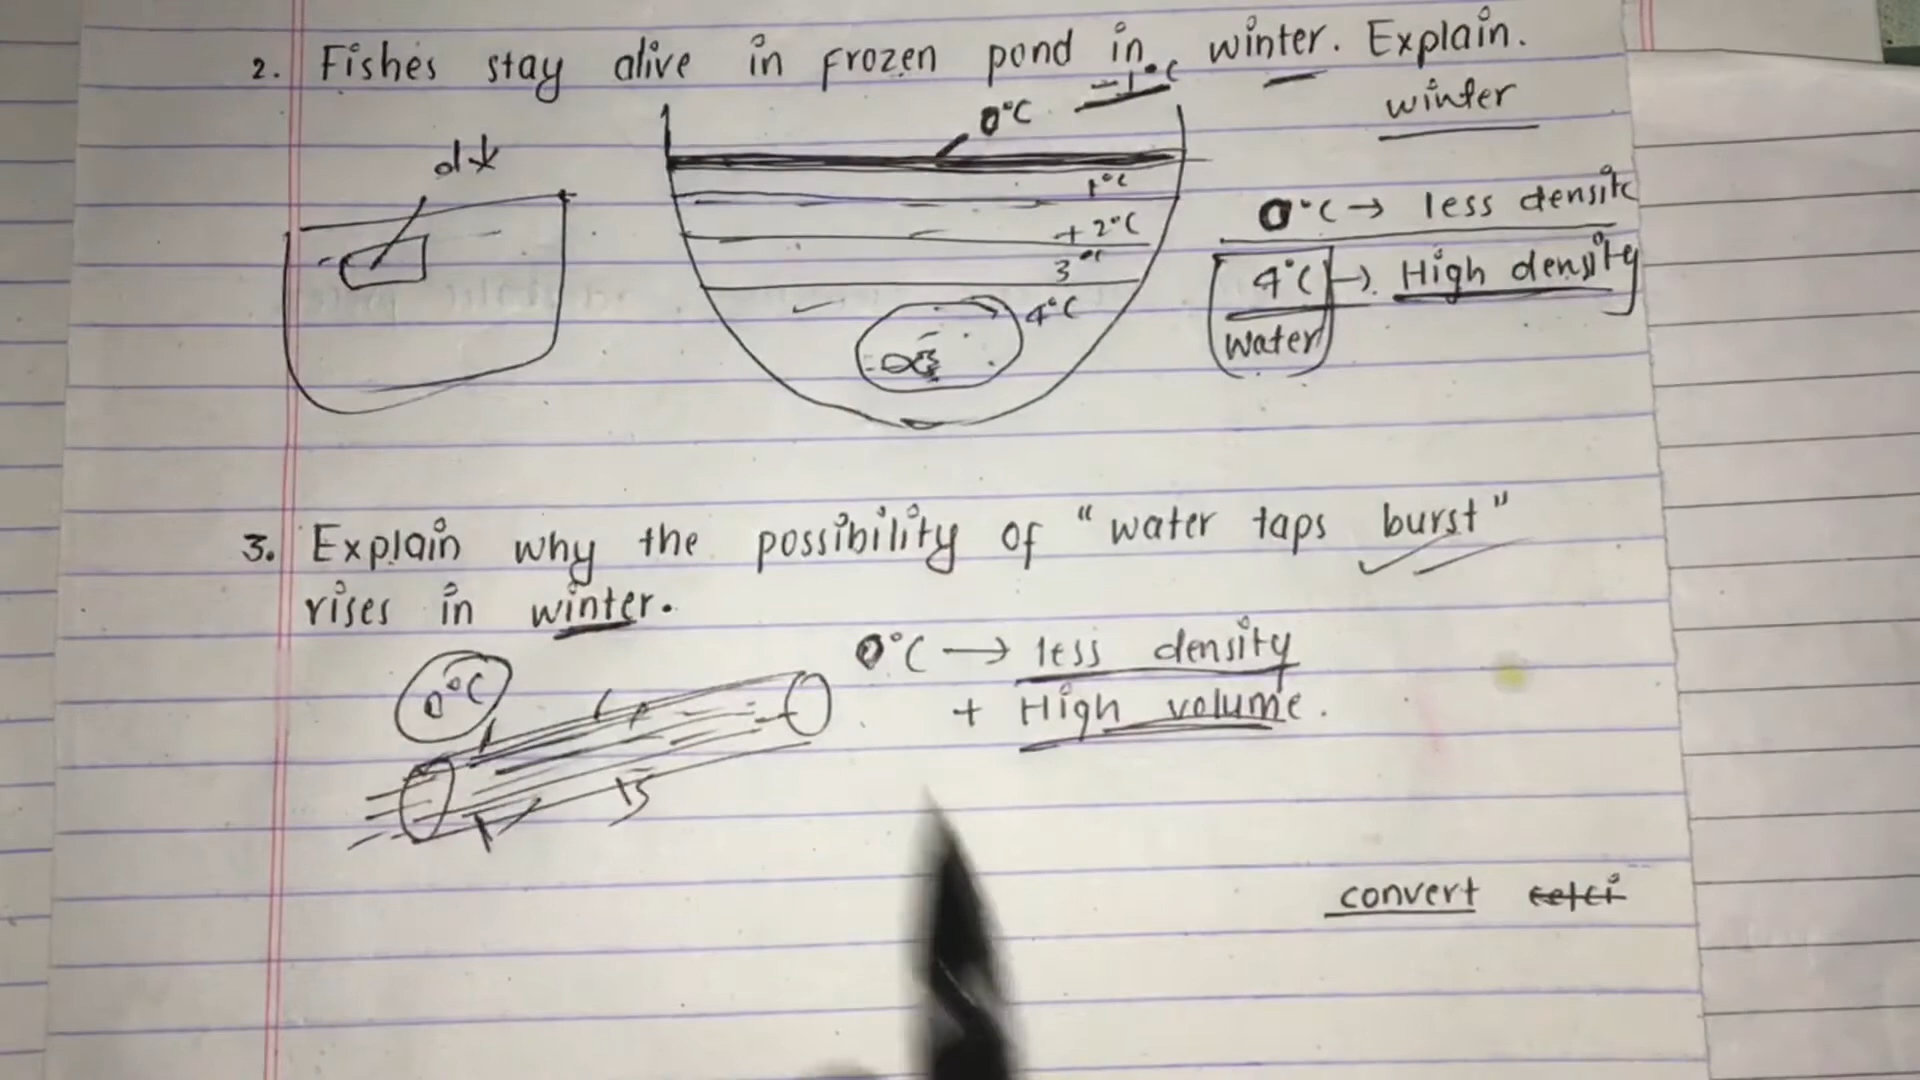 2. Fishes stay alive in frozen pond in winter. Explain.
-1°C
0°C
winter
1°C
+2°C
3°C
4°C
0°C → less densit
4°C → High density
water
3. Explain why the possibility of "water taps burst"
rises in winter.
0°C
0°C → less density
+ High volume.
15
convert